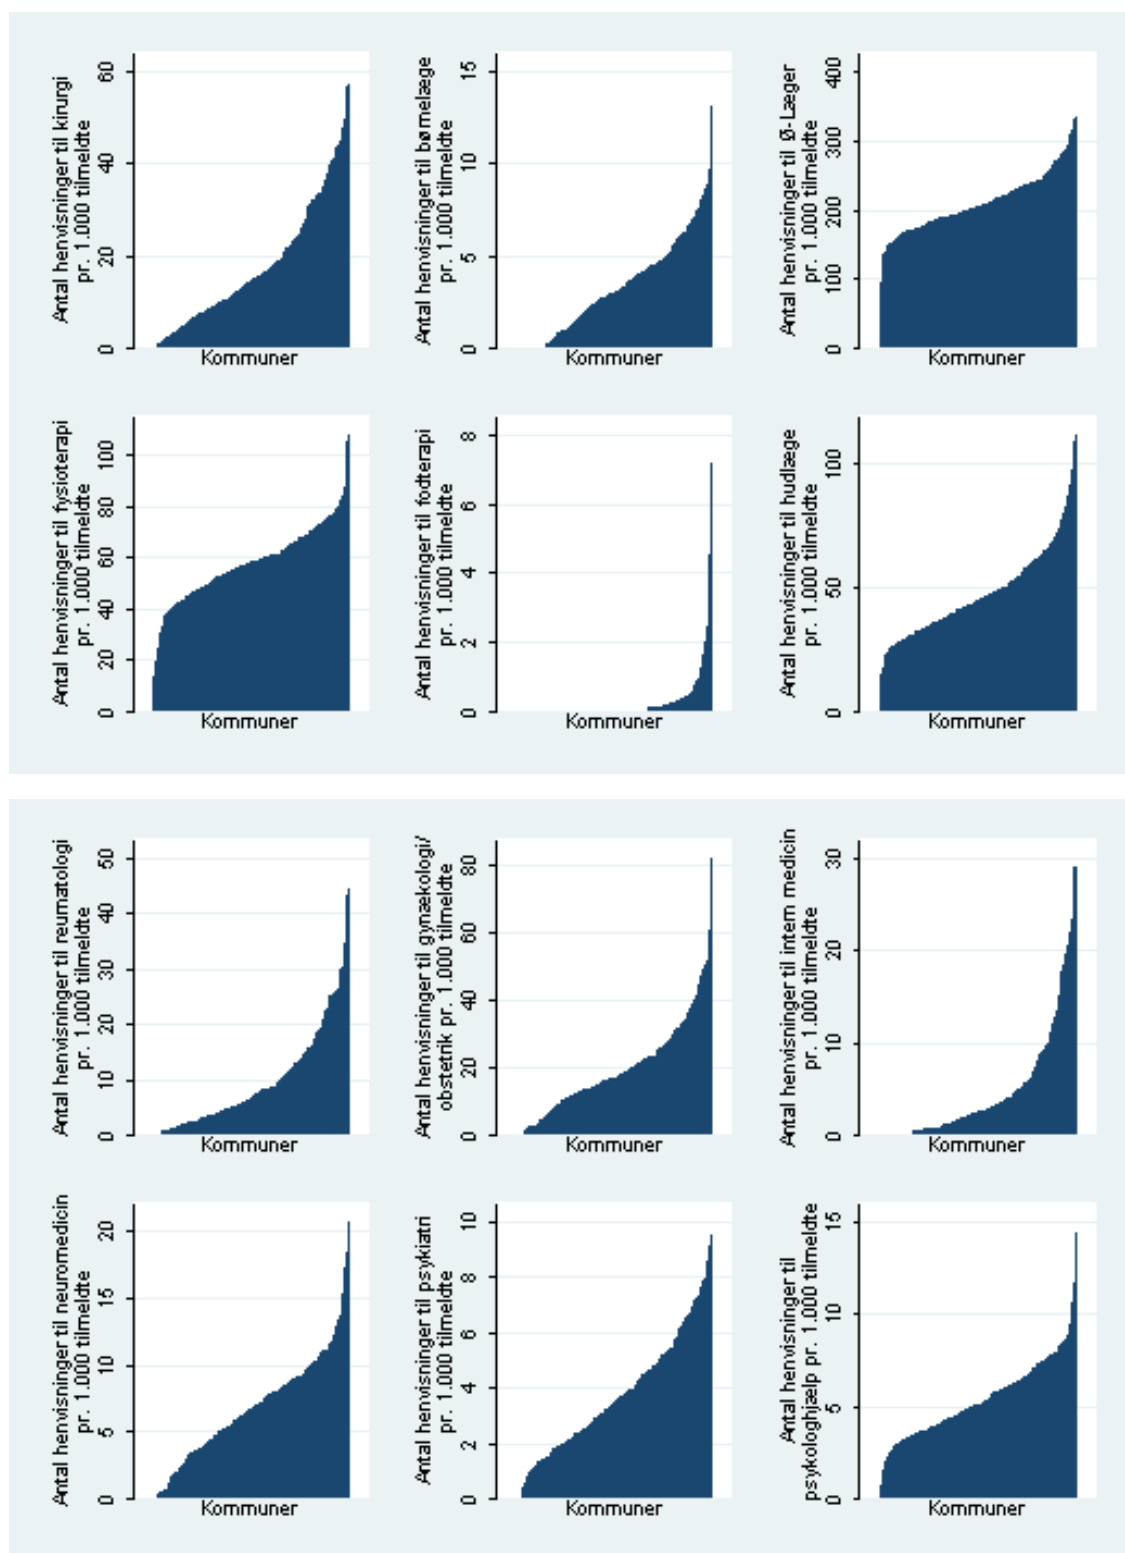 Antal henvisninger til kirurgi
pr. 1.000 tilmeldte
0 20 40 60
Kommuner
Antal henvisninger til børnelæge
pr. 1.000 tilmeldte
0 5 10 15
Kommuner
Antal henvisninger til Ø-Læger
pr. 1.000 tilmeldte
0 100 200 300 400
Kommuner
Antal henvisninger til fysioterapi
pr. 1.000 tilmeldte
0 20 40 60 80 100
Kommuner
Antal henvisninger til fodterapi
pr. 1.000 tilmeldte
0 2 4 6 8
Kommuner
Antal henvisninger til hudlæge
pr. 1.000 tilmeldte
0 50 100
Kommuner
Antal henvisninger til reumatologi
pr. 1.000 tilmeldte
0 10 20 30 40 50
Kommuner
Antal henvisninger til gynækologi/
obstetrik pr. 1.000 tilmeldte
0 20 40 60 80
Kommuner
Antal henvisninger til intern medicin
pr. 1.000 tilmeldte
0 10 20 30
Kommuner
Antal henvisninger til neuromedicin
pr. 1.000 tilmeldte
0 5 10 15 20
Kommuner
Antal henvisninger til psykiatri
pr. 1.000 tilmeldte
0 2 4 6 8 10
Kommuner
Antal henvisninger til
psykologhjælp pr. 1.000 tilmeldte
0 5 10 15
Kommuner